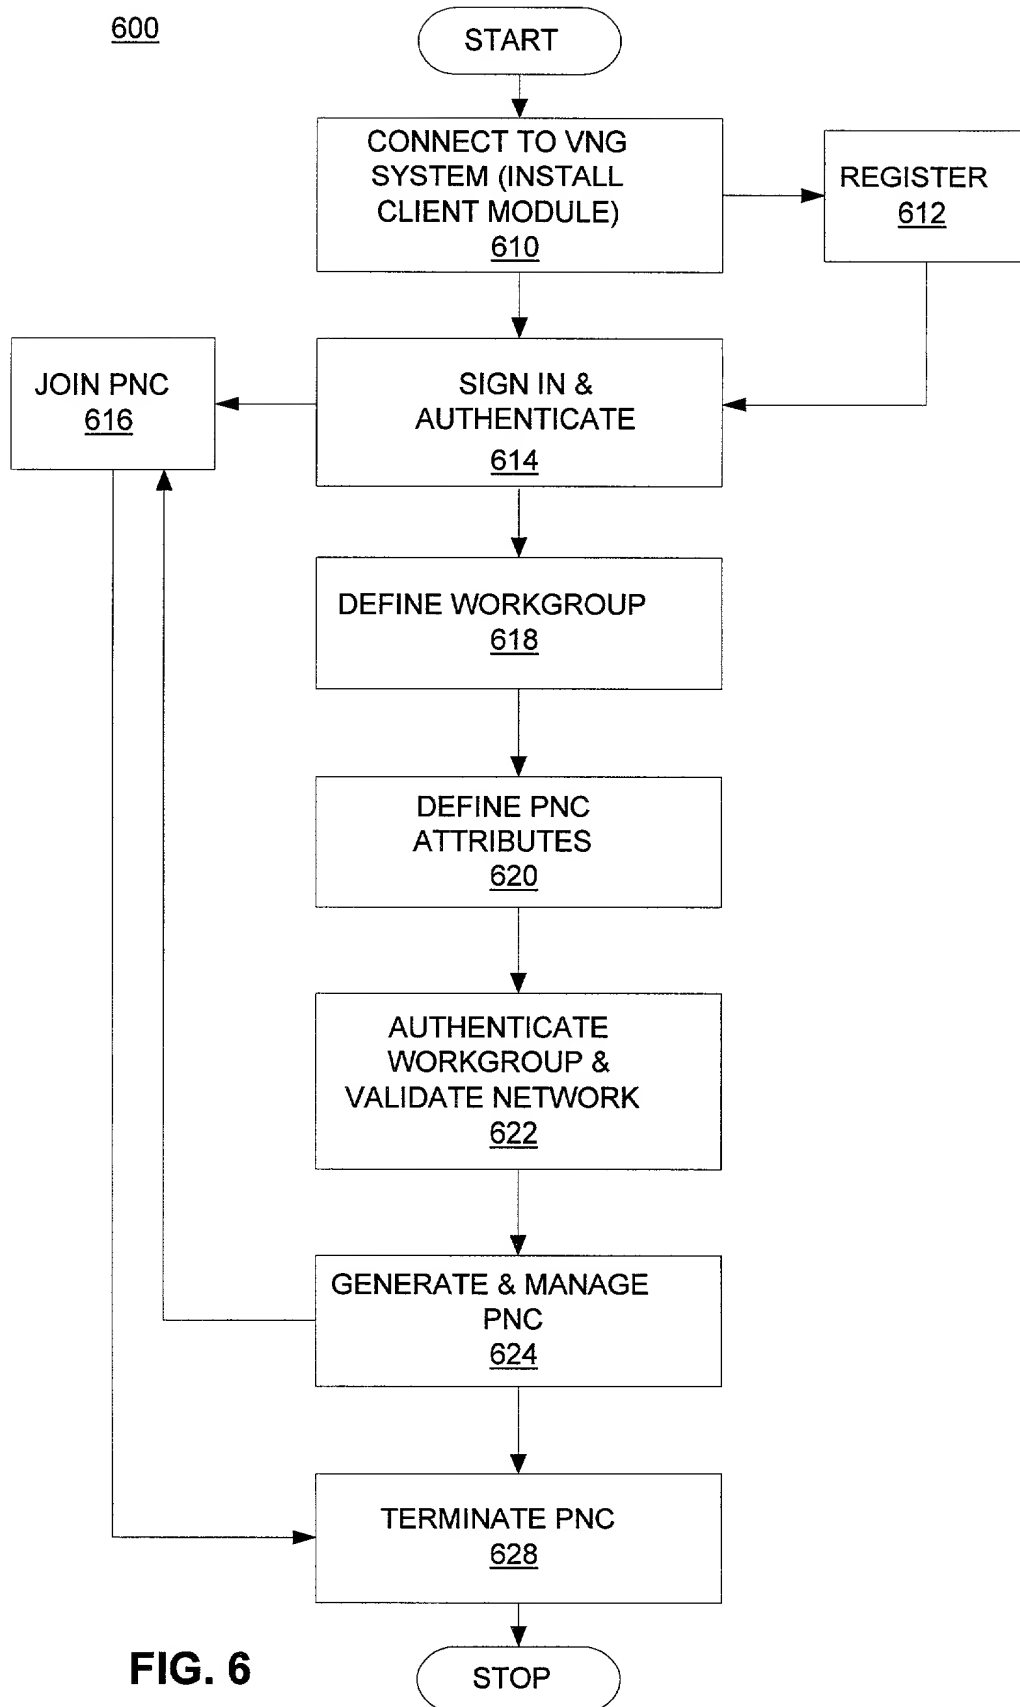 600
START
CONNECT TO VNG
SYSTEM (INSTALL
CLIENT MODULE)
610
REGISTER
612
JOIN PNC
616
SIGN IN &
AUTHENTICATE
614
DEFINE WORKGROUP
618
DEFINE PNC
ATTRIBUTES
620
AUTHENTICATE
WORKGROUP &
VALIDATE NETWORK
622
GENERATE & MANAGE
PNC
624
TERMINATE PNC
628
STOP
FIG. 6